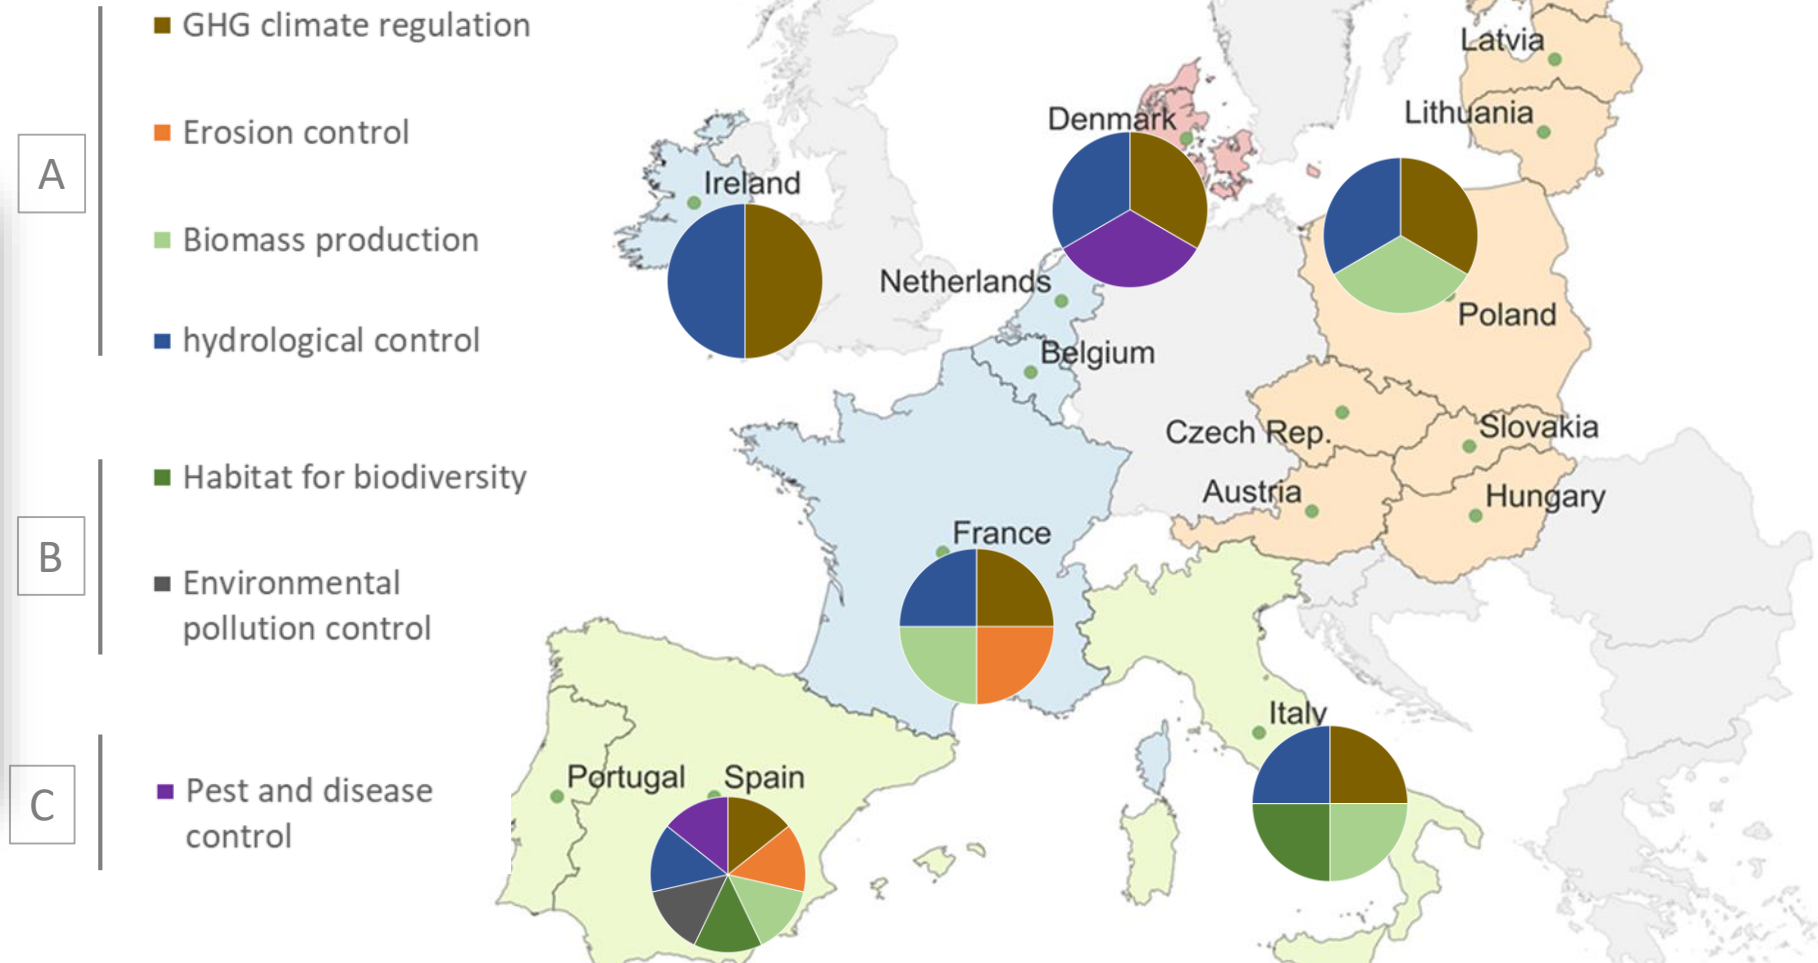 A
GHG climate regulation
Erosion control
Biomass production
hydrological control
B
Habitat for biodiversity
Environmental
pollution control
C
Pest and disease
control
Latvia
Lithuania
Denmark
Ireland
Netherlands
Poland
Belgium
Czech Rep.
Slovakia
Austria
Hungary
France
Italy
Portugal
Spain